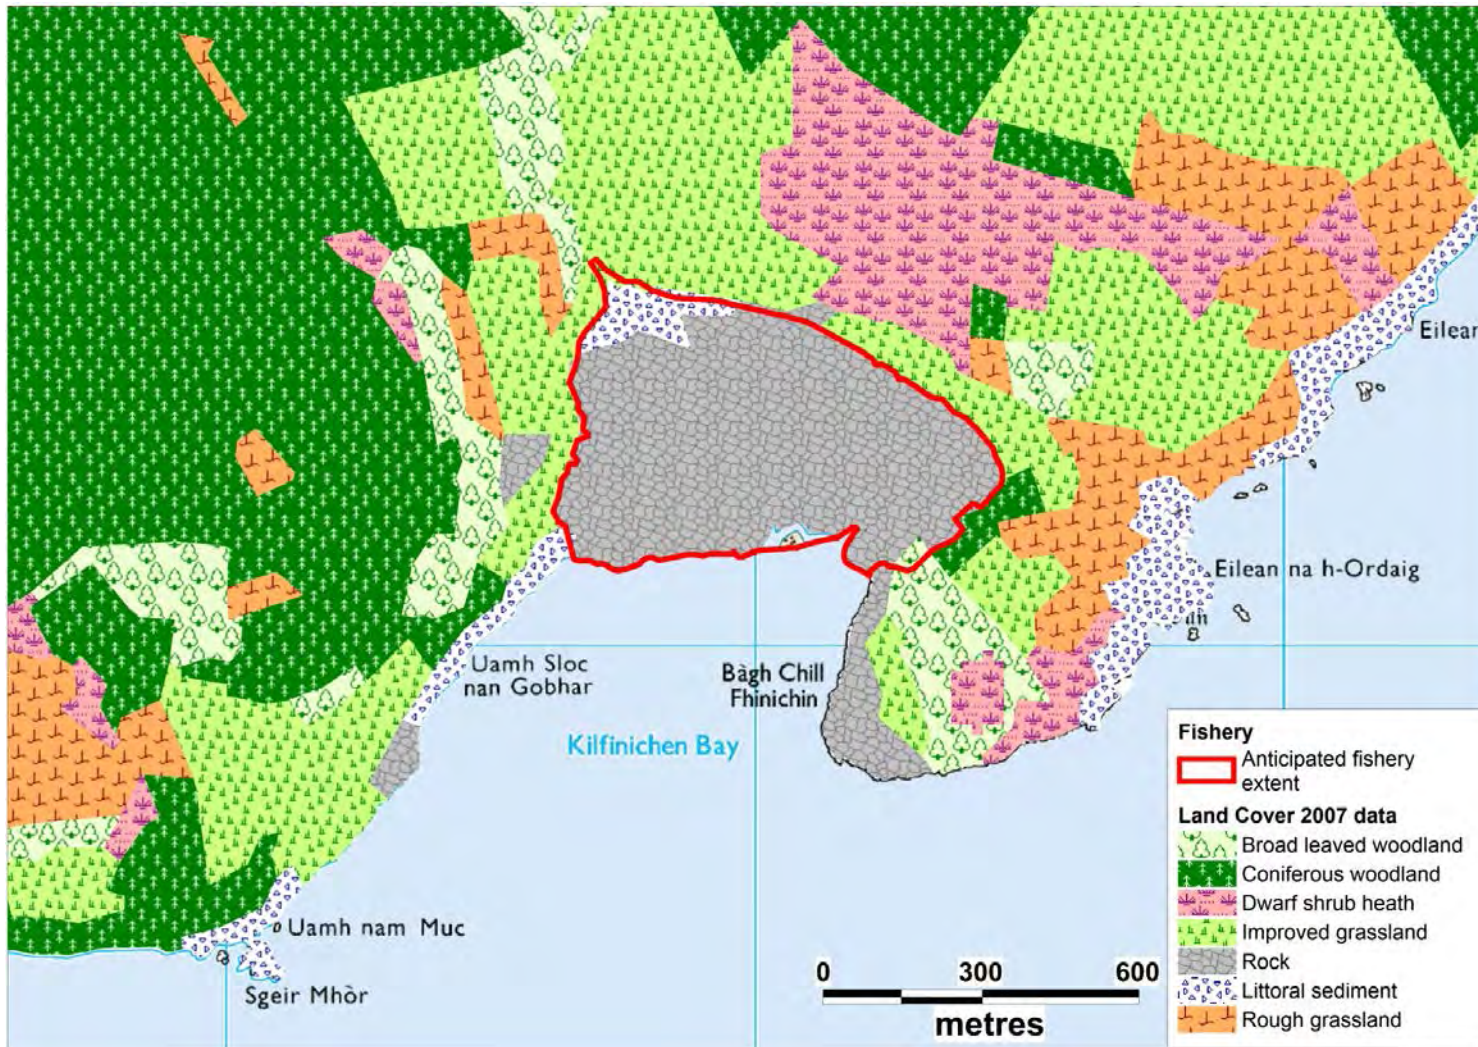 Eilean na h-Ordaig
Uamh Sloc
nan Gobhar
Bàgh Chill
Fhinichin
Kilfinichen Bay
Uamh nam Muc
Sgeir Mhòr
0 300 600
metres
Fishery
Anticipated fishery
extent
Land Cover 2007 data
Broad leaved woodland
Coniferous woodland
Dwarf shrub heath
Improved grassland
Rock
Littoral sediment
Rough grassland